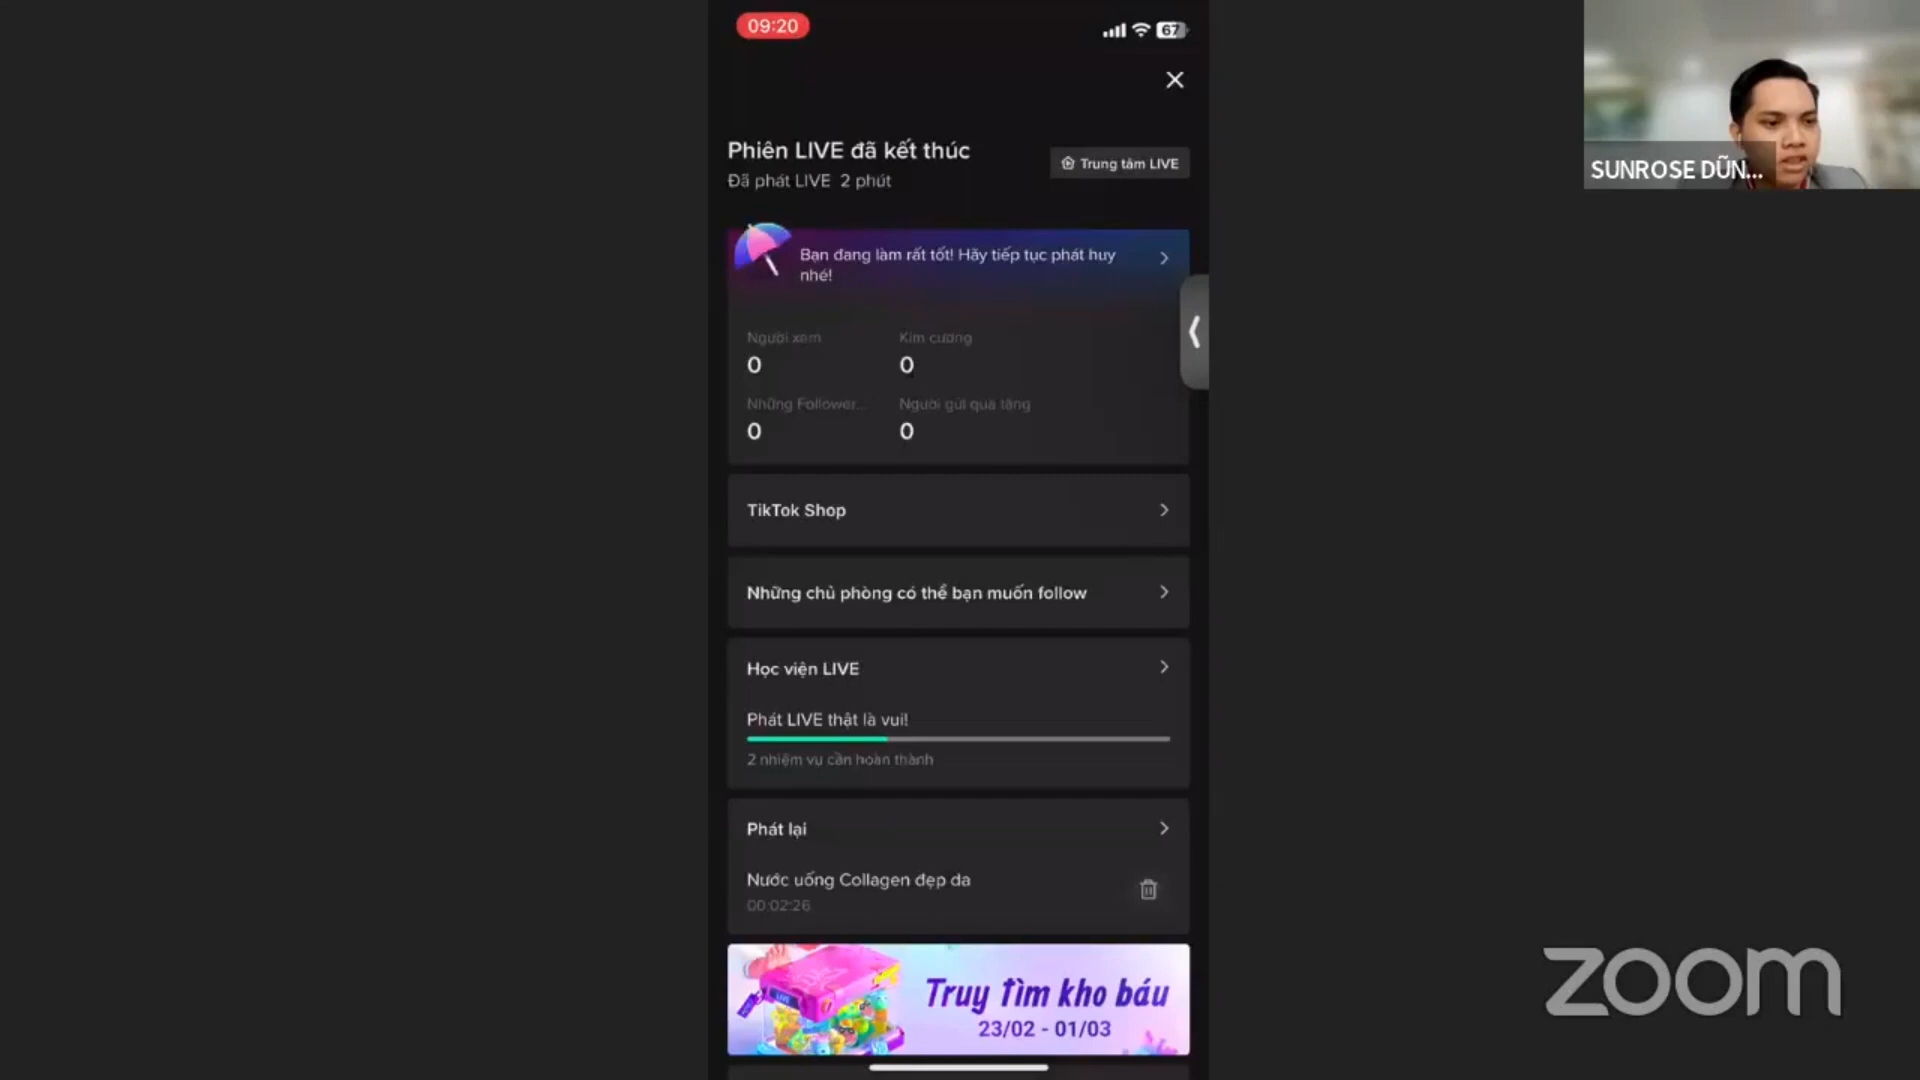 09:20
67
Phiên LIVE đã kết thúc
Đã phát LIVE 2 phút
Trung tâm LIVE
Bạn đang làm rất tốt! Hãy tiếp tục phát huy
nhé!
Người xem
Kim cương
0
0
Những Follower...
Người gửi quà tặng
0
0
TikTok Shop
Những chủ phòng có thể bạn muốn follow
Học viện LIVE
Phát LIVE thật là vui!
2 nhiệm vụ cần hoàn thành
Phát lại
Nước uống Collagen đẹp da
00:02:26
LIVE
Truy tìm kho báu
23/02 - 01/03
SUNROSE DŨN...
zoom